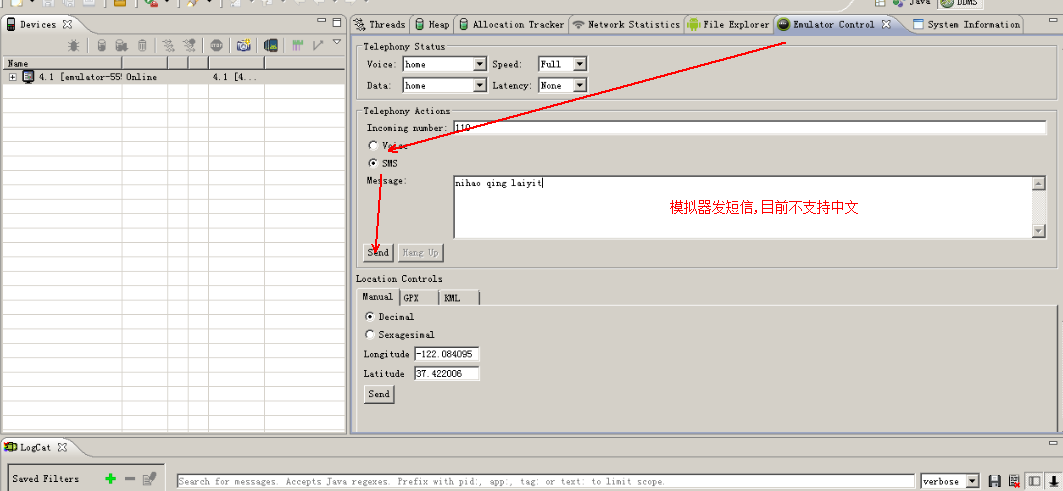 Java
DDMS
Devices
Threads
Heap
Allocation Tracker
Network Statistics
File Explorer
Emulator Control
System Information
Name
4.1 [emulator-55! Online 4.1 [4...
Telephony Status
Voice: home Speed: Full
Data: home Latency: None
Telephony Actions
Incoming number: 110
Voice
SMS
Message: nihao qing laiyit
模拟器发短信,目前不支持中文
Send Hang Up
Location Controls
Manual GPX KML
Decimal
Sexagesimal
Longitude -122.084095
Latitude 37.422006
Send
LogCat
Saved Filters
Search for messages. Accepts Java regexes. Prefix with pid:, app:, tag: or text: to limit scope.
verbose